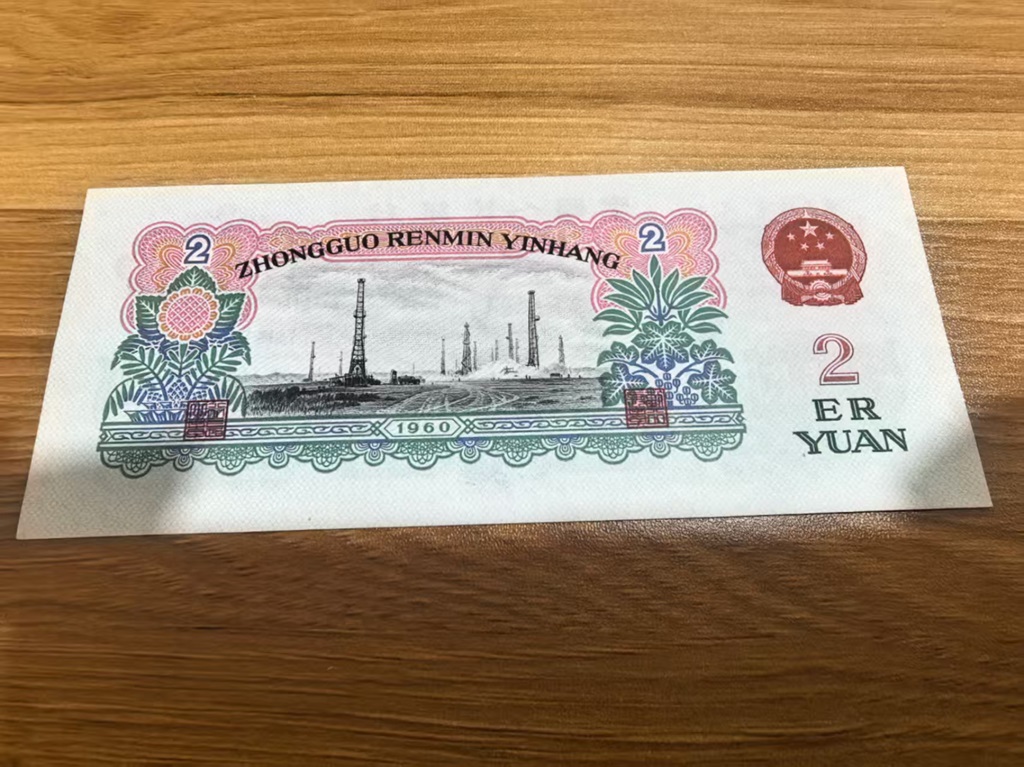 2
2
ZHONGGUO RENMIN YINHANG
2
ER
YUAN
1960